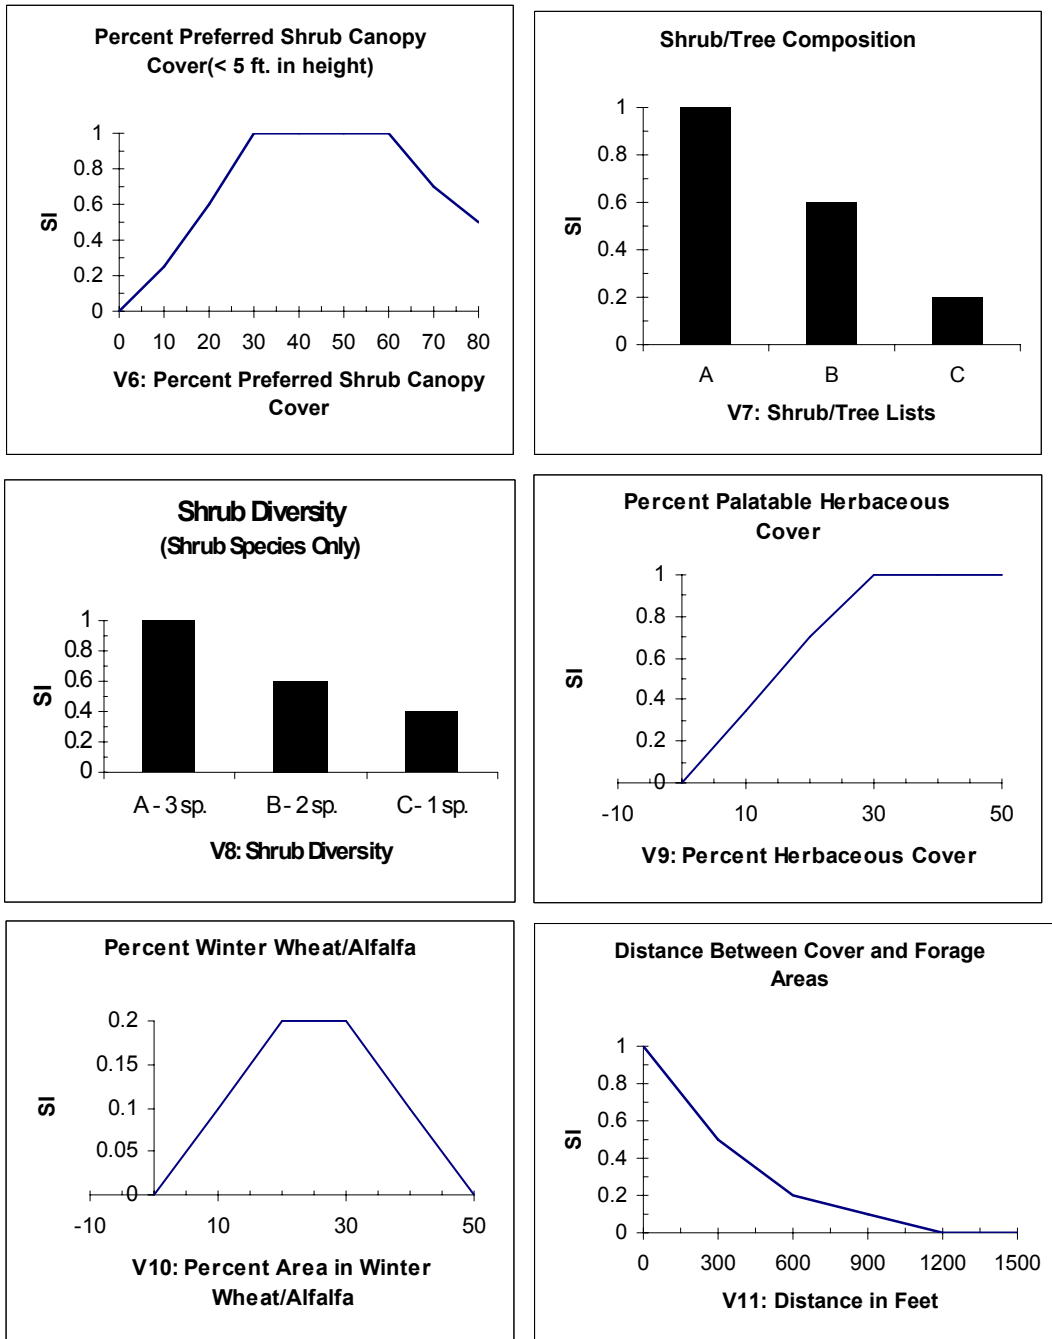 Percent Preferred Shrub Canopy
Cover(< 5 ft. in height)
1
0.8
0.6
0.4
0.2
0
SI
0 10 20 30 40 50 60 70 80
V6: Percent Preferred Shrub Canopy
Cover
Shrub/Tree Composition
1
0.8
0.6
0.4
0.2
0
SI
A B C
V7: Shrub/Tree Lists
Shrub Diversity
(Shrub Species Only)
1
0.8
0.6
0.4
0.2
0
SI
A - 3 sp. B - 2 sp. C - 1 sp.
V8: Shrub Diversity
Percent Palatable Herbaceous
Cover
1
0.8
0.6
0.4
0.2
0
SI
-10 10 30 50
V9: Percent Herbaceous Cover
Percent Winter Wheat/Alfalfa
0.2
0.15
0.1
0.05
0
SI
-10 10 30 50
V10: Percent Area in Winter
Wheat/Alfalfa
Distance Between Cover and Forage
Areas
1
0.8
0.6
0.4
0.2
0
SI
0 300 600 900 1200 1500
V11: Distance in Feet